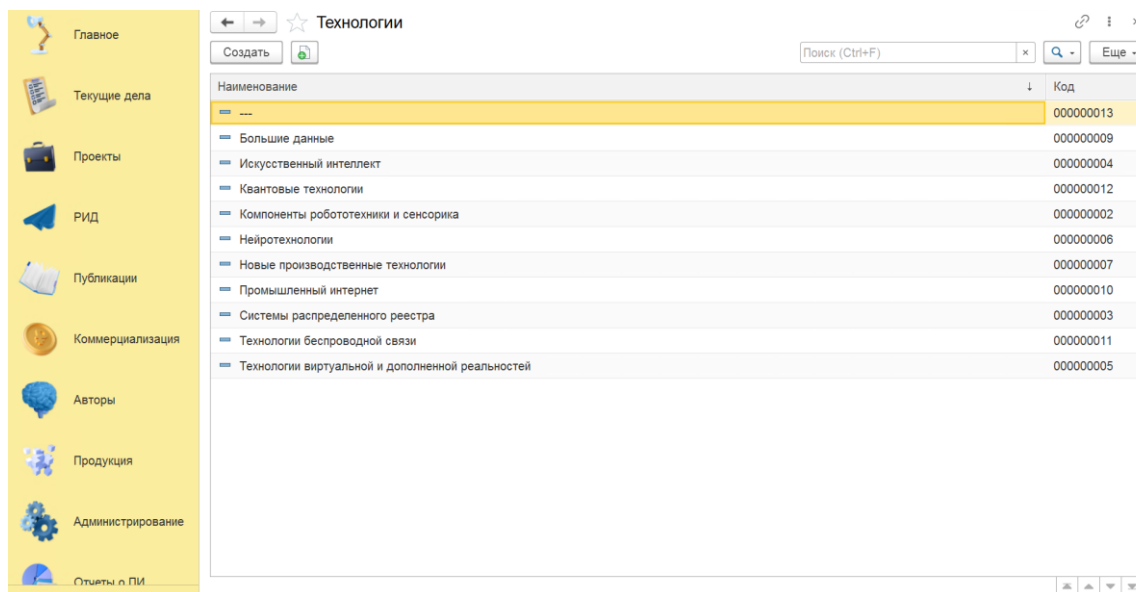 Главное
Текущие дела
Проекты
РИД
Публикации
Коммерциализация
Авторы
Продукция
Администрирование
Отчеты о ПИ
Технологии
Создать
Поиск (Ctrl+F)
Еще
Наименование Код
--- 000000013
Большие данные 000000009
Искусственный интеллект 000000004
Квантовые технологии 000000012
Компоненты робототехники и сенсорика 000000002
Нейротехнологии 000000006
Новые производственные технологии 000000007
Промышленный интернет 000000010
Системы распределенного реестра 000000003
Технологии беспроводной связи 000000011
Технологии виртуальной и дополненной реальностей 000000005